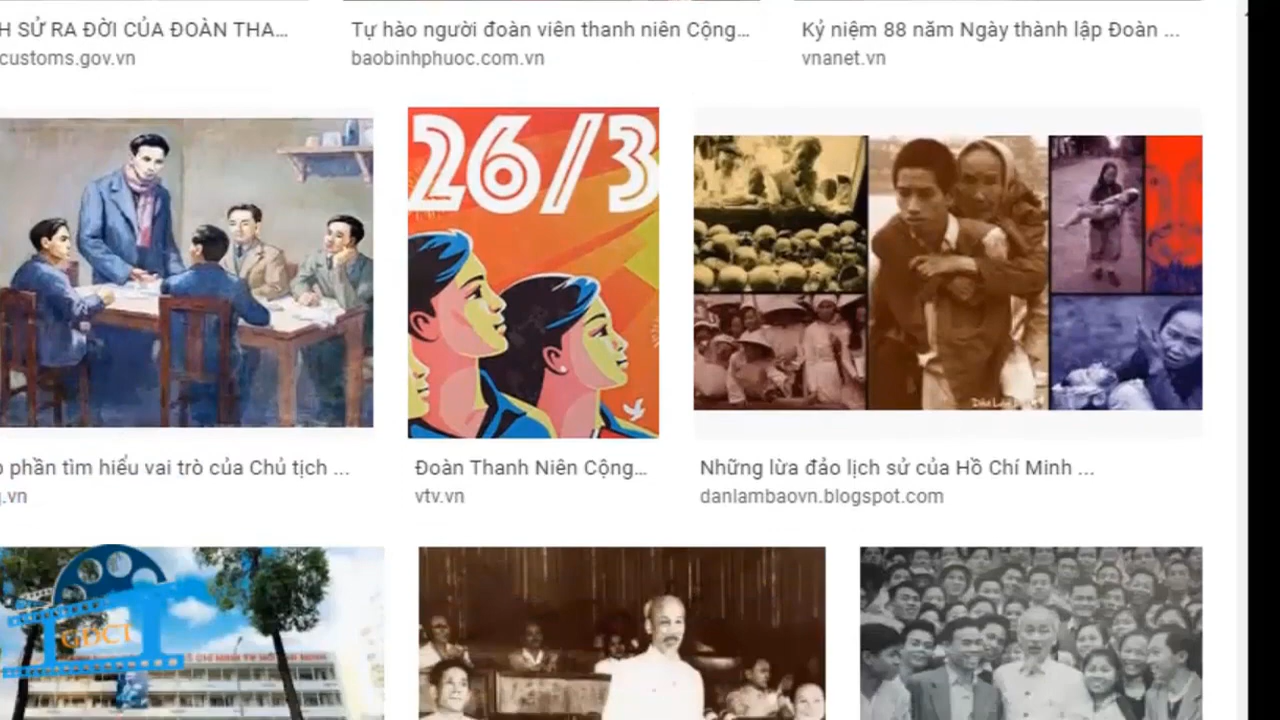 H SỬ RA ĐỜI CỦA ĐOÀN THA...
customs.gov.vn
Tự hào người đoàn viên thanh niên Cộng...
baobinhphuoc.com.vn
Kỷ niệm 88 năm Ngày thành lập Đoàn ...
vnanet.vn
26/3
phần tìm hiểu vai trò của Chủ tịch ...
.vn
Đoàn Thanh Niên Cộng...
vtv.vn
Những lừa đảo lịch sử của Hồ Chí Minh ...
danlambaovn.blogspot.com
GDCT